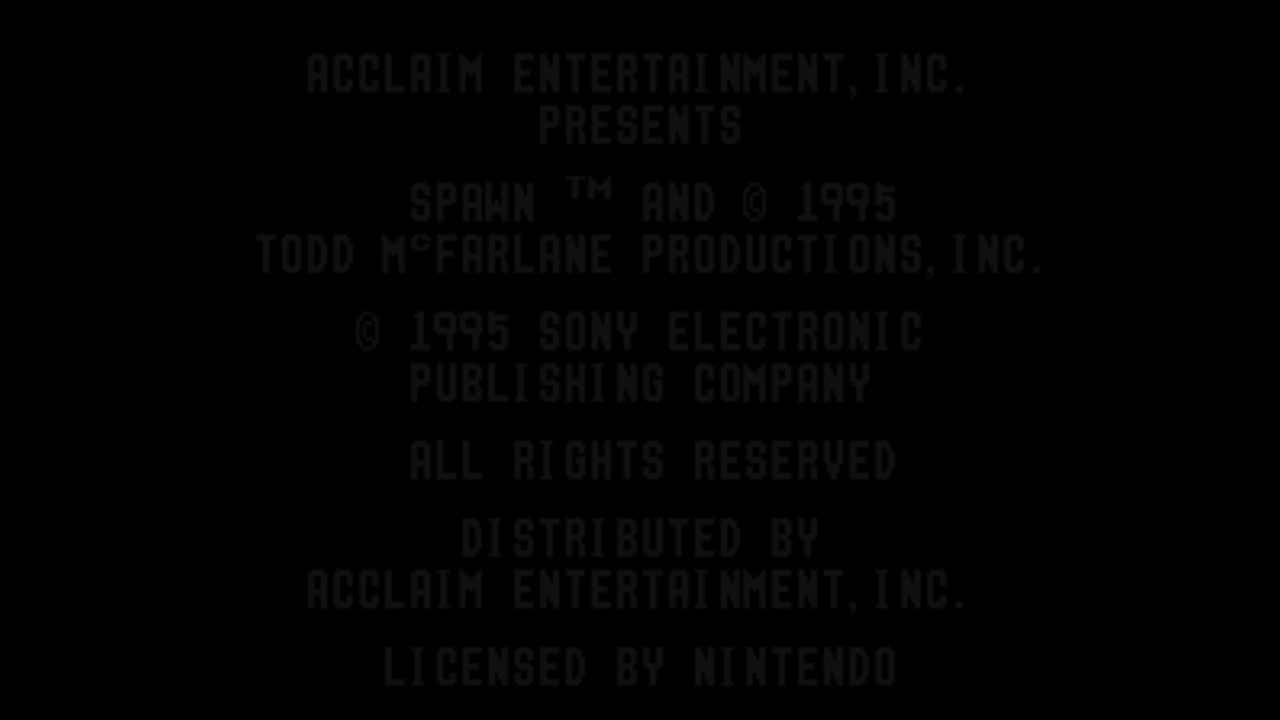 ACCLAIM ENTERTAINMENT, INC.
PRESENTS
SPAWN ™ AND © 1995
TODD MᶜFARLANE PRODUCTIONS, INC.
© 1995 SONY ELECTRONIC
PUBLISHING COMPANY
ALL RIGHTS RESERVED
DISTRIBUTED BY
ACCLAIM ENTERTAINMENT, INC.
LICENSED BY NINTENDO